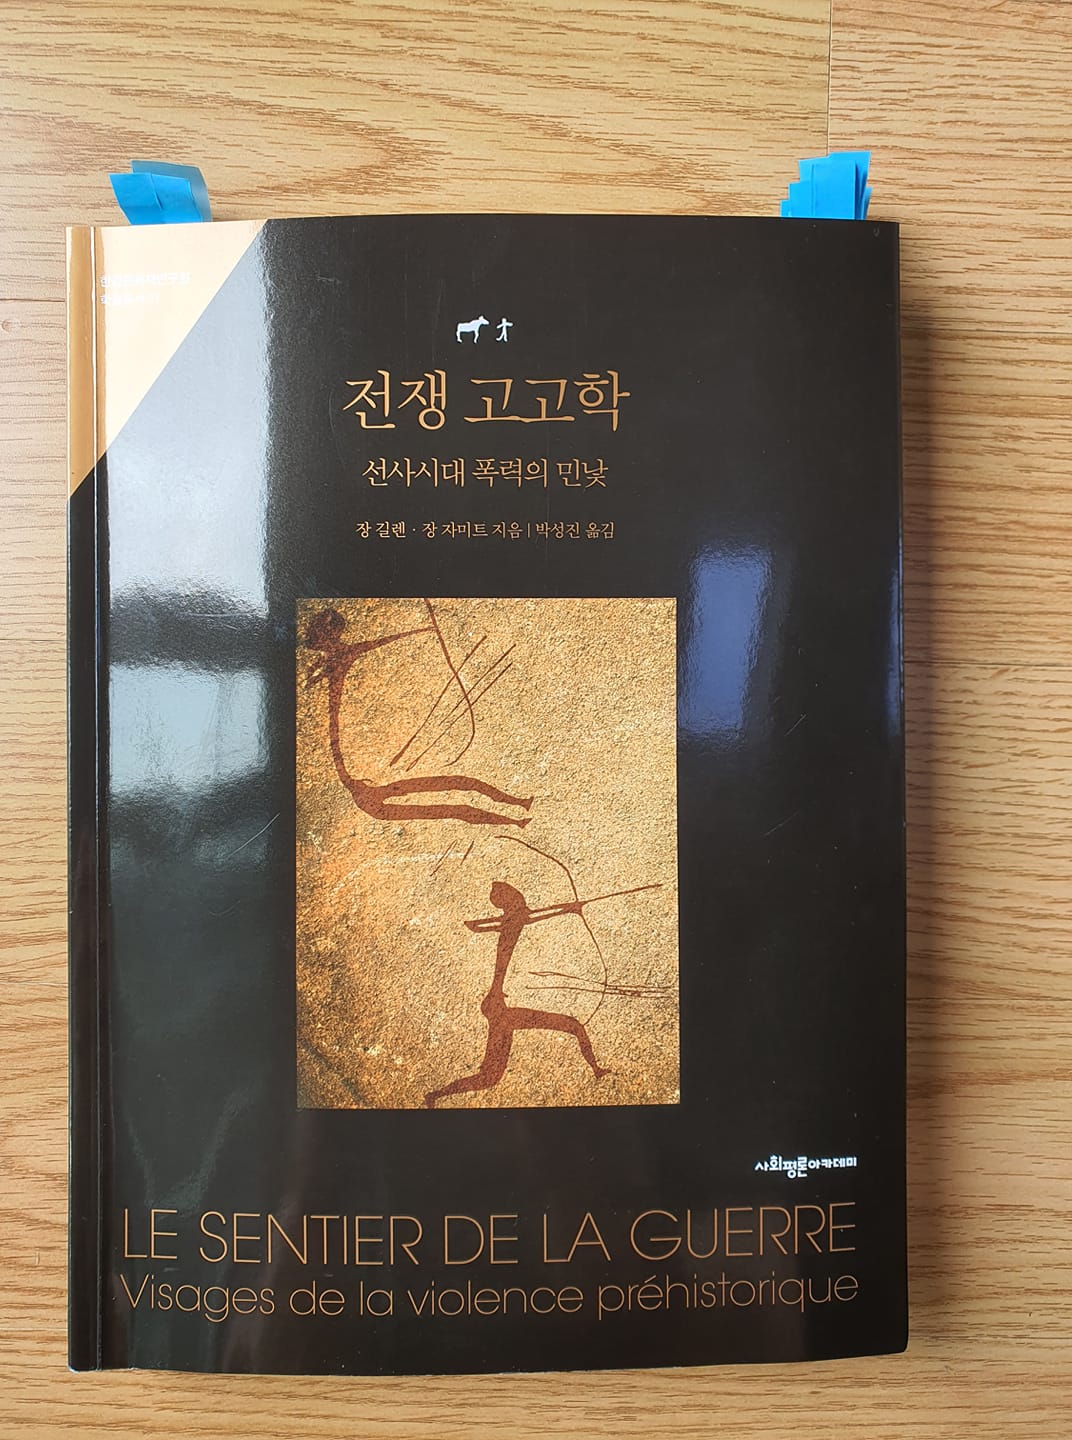 전쟁 고고학
선사시대 폭력의 민낯
장 길렌 · 장 자미트 지음 | 박성진 옮김
사회평론아카데미
LE SENTIER DE LA GUERRE
Visages de la violence préhistorique